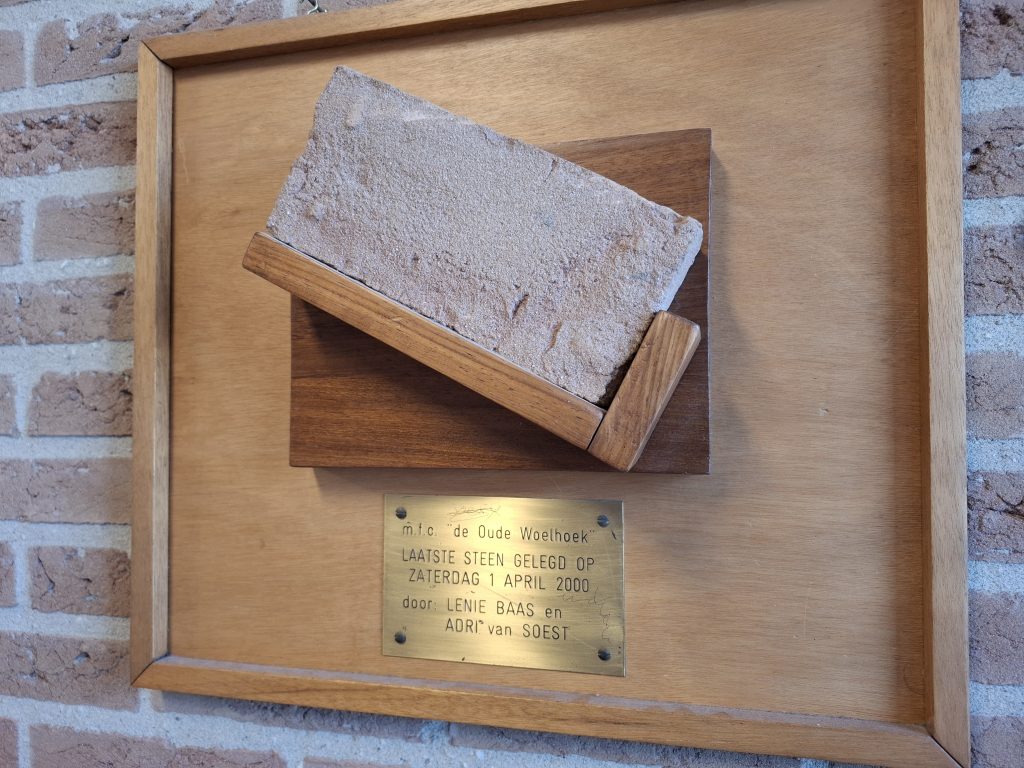 m.f.c. "de Oude Woelhoek"
LAATSTE STEEN GELEGD OP
ZATERDAG 1 APRIL 2000
door: LENIE BAAS en
ADRI van SOEST